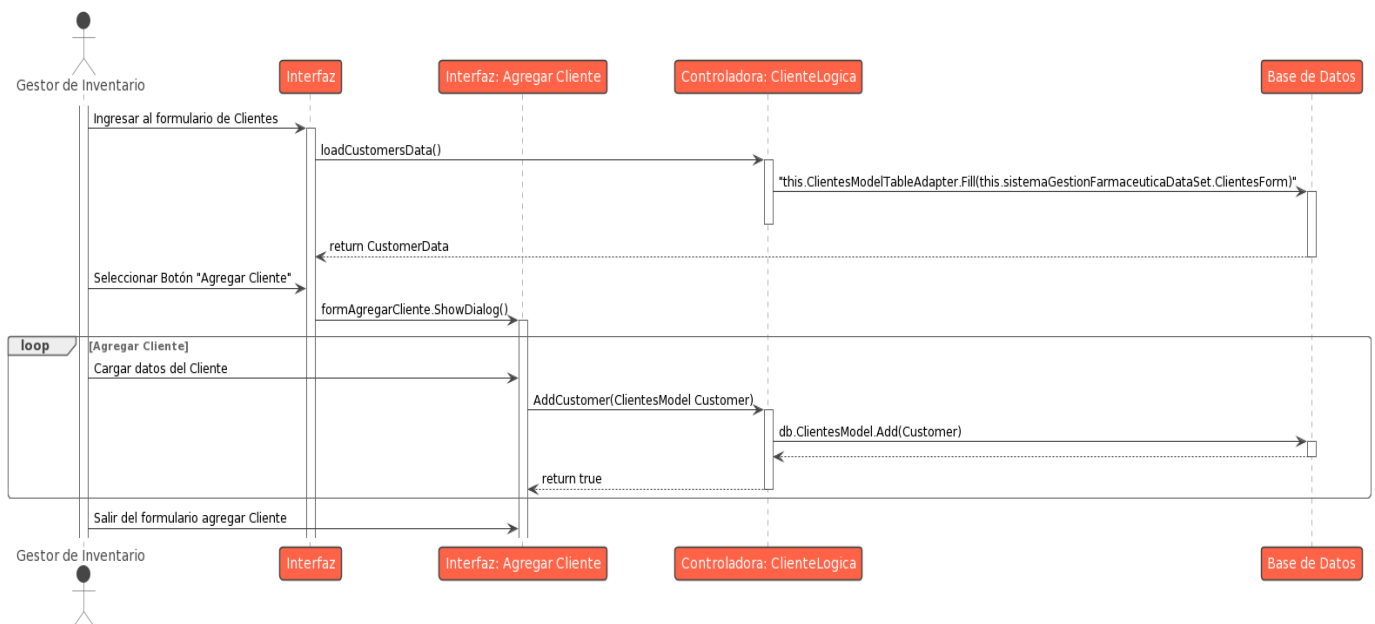 Gestor de Inventario
Interfaz
Interfaz: Agregar Cliente
Controladora: ClienteLogica
Base de Datos
Ingresar al formulario de Clientes
loadCustomersData()
"this.ClientesModelTableAdapter.Fill(this.sistemaGestionFarmaceuticaDataSet.ClientesForm)"
return CustomerData
Seleccionar Botón "Agregar Cliente"
formAgregarCliente.ShowDialog()
loop
[Agregar Cliente]
Cargar datos del Cliente
AddCustomer(ClientesModel Customer)
db.ClientesModel.Add(Customer)
return true
Salir del formulario agregar Cliente
Gestor de Inventario
Interfaz
Interfaz: Agregar Cliente
Controladora: ClienteLogica
Base de Datos